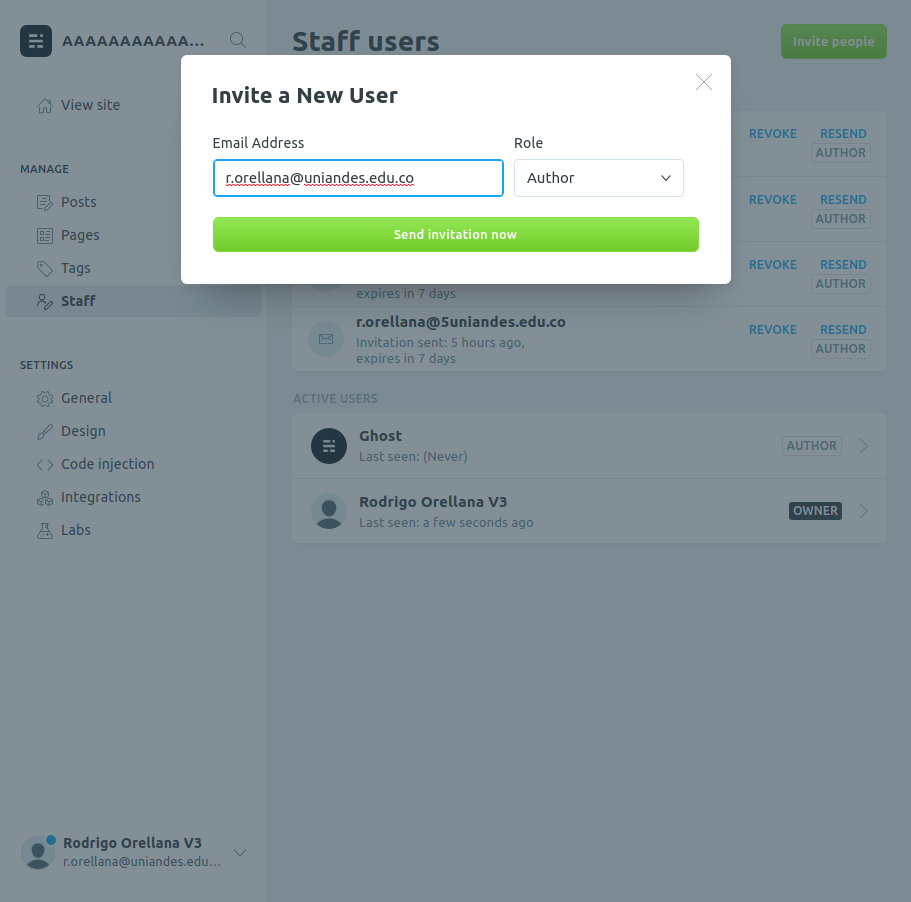 AAAAAAAAAAA...
Staff users
Invite people
Invite a New User
Email Address
Role
r.orellana@uniandes.edu.co
Author
Send invitation now
View site
MANAGE
Posts
Pages
Tags
Staff
SETTINGS
General
Design
Code injection
Integrations
Labs
REVOKE RESEND
AUTHOR
REVOKE RESEND
AUTHOR
REVOKE RESEND
AUTHOR
expires in 7 days
r.orellana@5uniandes.edu.co
Invitation sent: 5 hours ago,
expires in 7 days
REVOKE RESEND
AUTHOR
ACTIVE USERS
Ghost
Last seen: (Never)
AUTHOR
Rodrigo Orellana V3
Last seen: a few seconds ago
OWNER
Rodrigo Orellana V3
r.orellana@uniandes.edu...